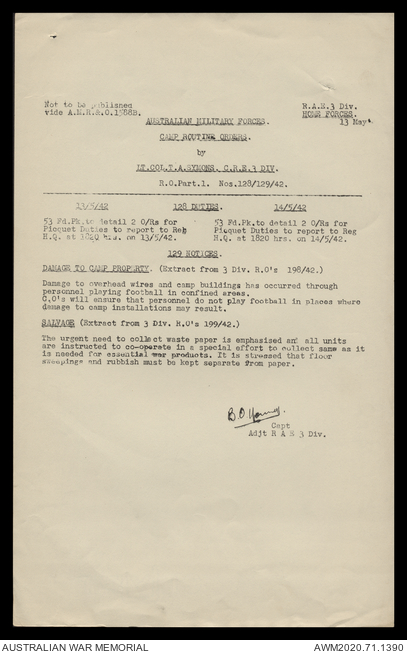 Not to be published
vide A.M.R.& O.1588B.
R.A.E.3 Div.
HOME FORCES.
13 May
AUSTRALIAN MILITARY FORCES.
CAMP ROUTINE ORDERS.
by
LT.COL.T.A.SYMONS, C.R.E.3 DIV.
R.O.Part.1. Nos.128/129/42.
13/5/42 128 DUTIES. 14/5/42
53 Fd.Pk.to detail 2 O/Rs for
Picquet Duties to report to Reg
H.Q. at 1820 hrs. on 13/5/42.
53 Fd.Pk.to detail 2 O/Rs for
Picquet Duties to report to Reg
H.Q. at 1820 hrs. on 14/5/42.
129 NOTICES.
DAMAGE TO CAMP PROPERTY. (Extract from 3 Div. R.O's 198/42.)
Damage to overhead wires and camp buildings has occurred through
personnel playing football in confined areas.
C.O's will ensure that personnel do not play football in places where
damage to camp installations may result.
SALVAGE (Extract from 3 Div. R.O's 199/42.)
The urgent need to collect waste paper is emphasised and all units
are instructed to co-operate in a special effort to collect same as it
is needed for essential war products. It is stressed that floor
sweepings and rubbish must be kept separate from paper.
Capt
Adjt R A E 3 Div.
AUSTRALIAN WAR MEMORIAL
AWM2020.71.1390